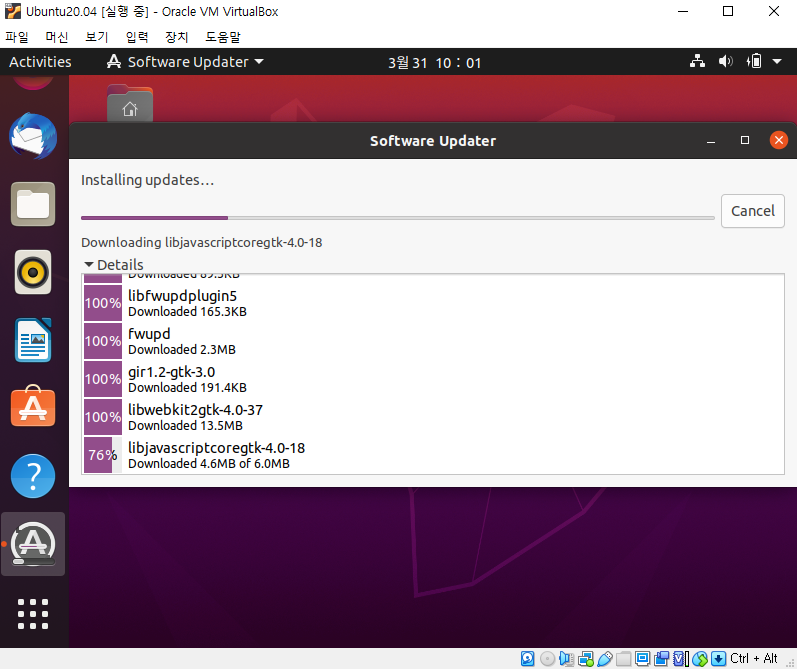 Ubuntu20.04 [실행 중] - Oracle VM VirtualBox
파일 머신 보기 입력 장치 도움말
Activities Software Updater 3월 31 10 : 01
Software Updater
Installing updates…
Cancel
Downloading libjavascriptcoregtk-4.0-18
Details
Downloaded 89.5KB
100% libfwupdplugin5
Downloaded 165.3KB
100% fwupd
Downloaded 2.3MB
100% gir1.2-gtk-3.0
Downloaded 191.4KB
100% libwebkit2gtk-4.0-37
Downloaded 13.5MB
76% libjavascriptcoregtk-4.0-18
Downloaded 4.6MB of 6.0MB
?
Ctrl + Alt